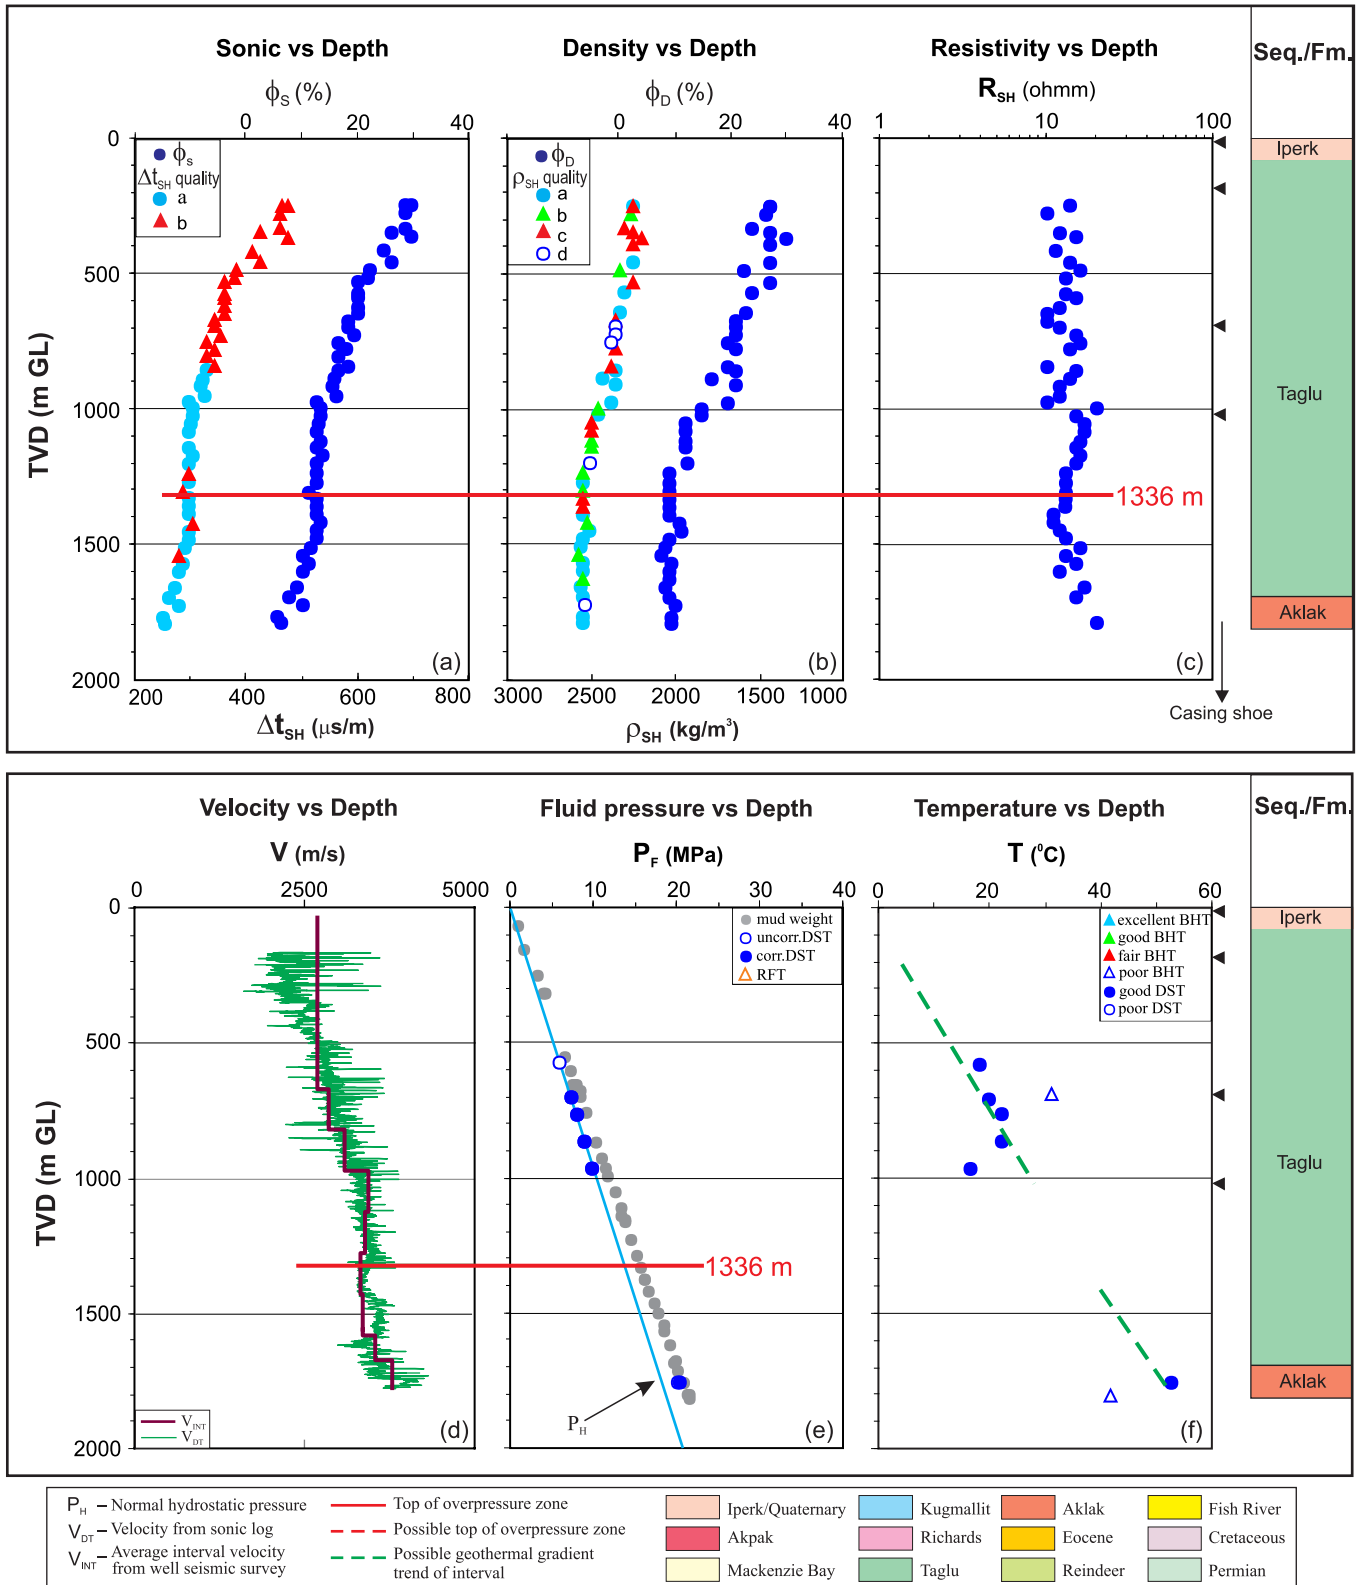 Sonic vs Depth
Density vs Depth
Resistivity vs Depth
Seq./Fm.
ϕS (%)
ϕD (%)
RSH (ohmm)
0 20 40
0 20 40
1 10 100
TVD (m GL)
0
500
1000
1500
2000
ϕS
ΔtSH quality
a
b
ϕD
ρSH quality
a
b
c
d
Iperk
Taglu
Aklak
1336 m
(a)
(b)
(c)
200 400 600 800
3000 2500 2000 1500 1000
ΔtSH (μs/m)
ρSH (kg/m³)
Casing shoe
Velocity vs Depth
Fluid pressure vs Depth
Temperature vs Depth
Seq./Fm.
V (m/s)
PF (MPa)
T (⁰C)
0 2500 5000
0 10 20 30 40
0 20 40 60
TVD (m GL)
0
500
1000
1500
2000
mud weight
uncorr.DST
corr.DST
RFT
excellent BHT
good BHT
fair BHT
poor BHT
good DST
poor DST
Iperk
Taglu
Aklak
1336 m
PH
VINT
VDT
(d)
(e)
(f)
PH – Normal hydrostatic pressure
VDT – Velocity from sonic log
VINT – Average interval velocity
from well seismic survey
Top of overpressure zone
Possible top of overpressure zone
Possible geothermal gradient
trend of interval
Iperk/Quaternary
Akpak
Mackenzie Bay
Kugmallit
Richards
Taglu
Aklak
Eocene
Reindeer
Fish River
Cretaceous
Permian